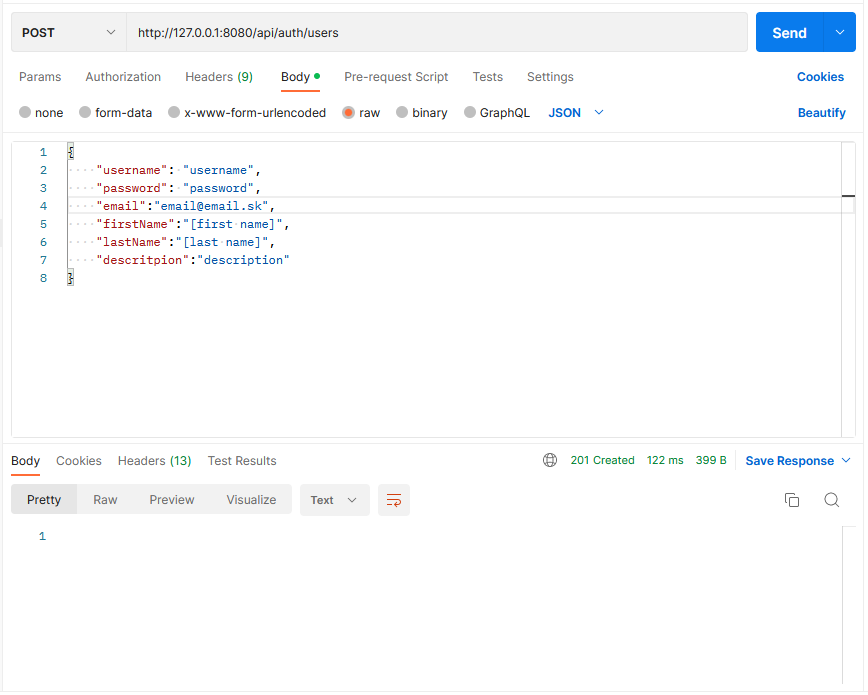 POST http://127.0.0.1:8080/api/auth/users Send
Params Authorization Headers (9) Body Pre-request Script Tests Settings Cookies
none form-data x-www-form-urlencoded raw binary GraphQL JSON Beautify
1 {
2 "username": "username",
3 "password": "password",
4 "email":"email@email.sk",
5 "firstName":"[first name]",
6 "lastName":"[last name]",
7 "descritpion":"description"
8 }
Body Cookies Headers (13) Test Results 201 Created 122 ms 399 B Save Response
Pretty Raw Preview Visualize Text
1